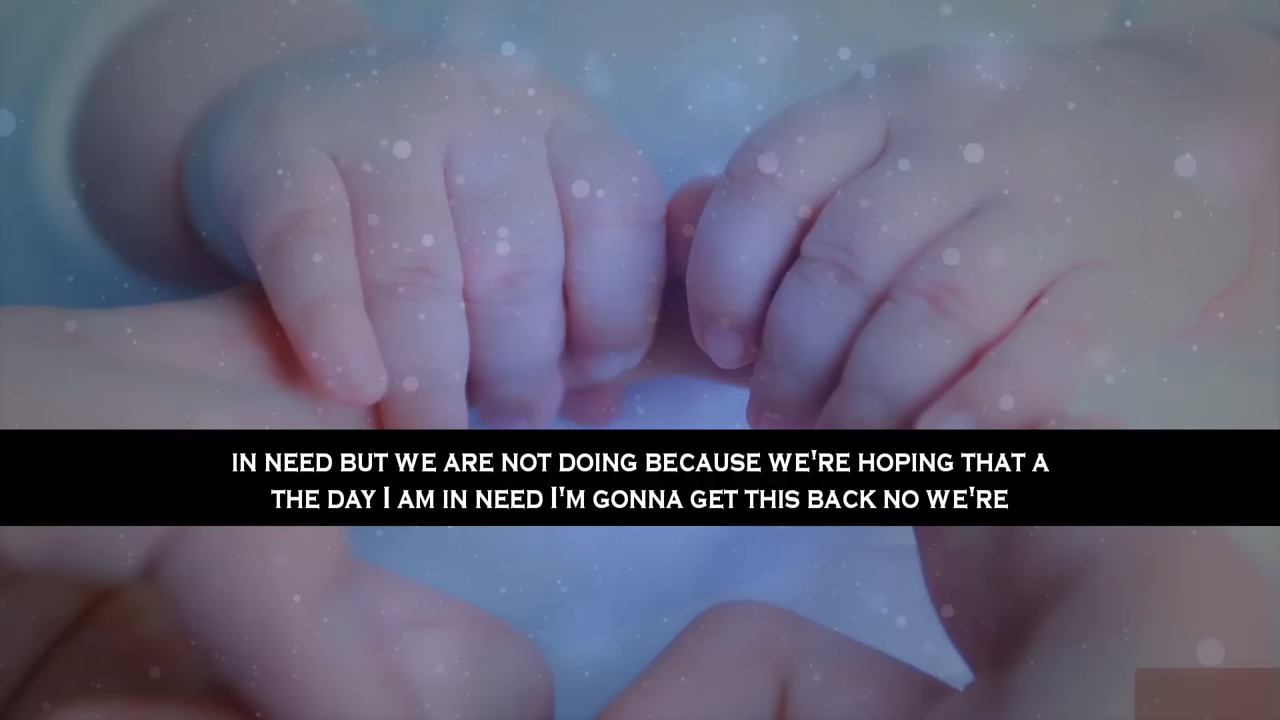 IN NEED BUT WE ARE NOT DOING BECAUSE WE'RE HOPING THAT A
THE DAY I AM IN NEED I'M GONNA GET THIS BACK NO WE'RE